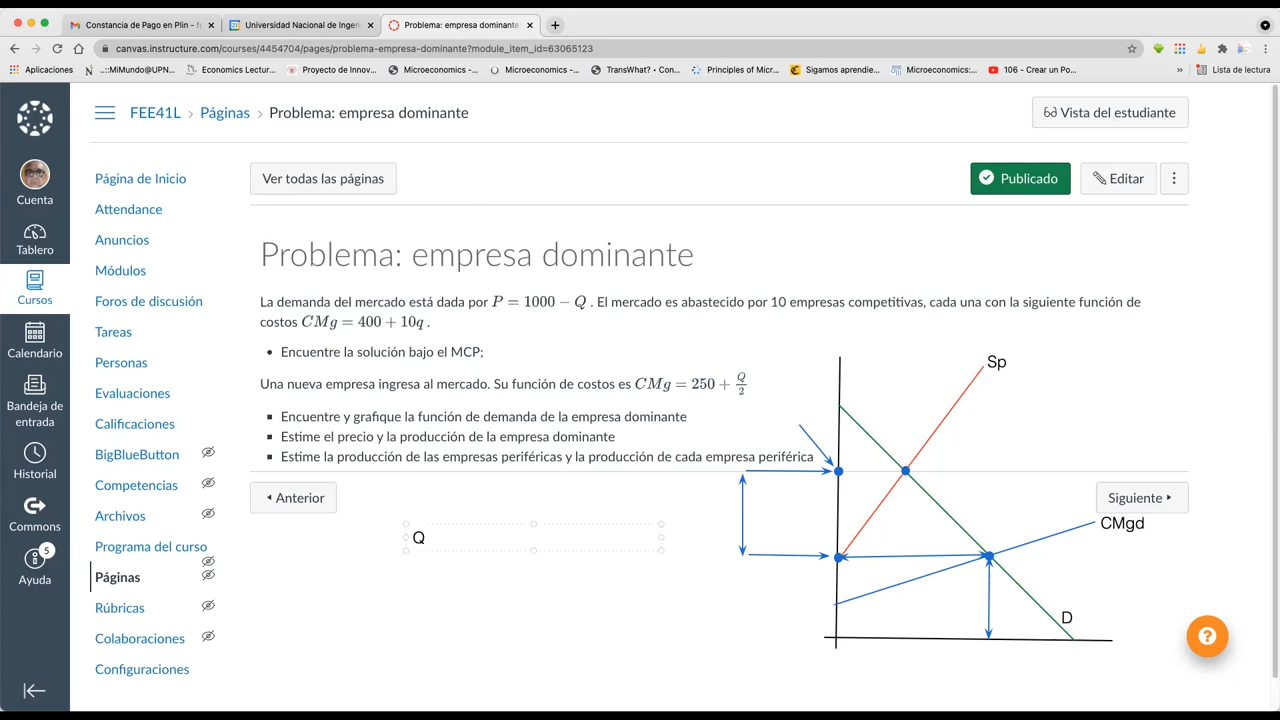 Constancia de Pago en Plin - f
Universidad Nacional de Ingen
Problema: empresa dominante
canvas.instructure.com/courses/4454704/pages/problema-empresa-dominante?module_item_id=63065123
Aplicaciones
..::MiMundo@UPN...
Economics Lectur...
Proyecto de Innov...
Microeconomics -...
Microeconomics:...
TransWhat? • Con...
Principles of Micr...
Sigamos aprendie...
Microeconomic:...
106 - Crear un Po...
»
Lista de lectura
FEE41L › Páginas › Problema: empresa dominante
Vista del estudiante
Cuenta
Tablero
Cursos
Calendario
Bandeja de
entrada
Historial
Commons
5
Ayuda
Página de Inicio
Attendance
Anuncios
Módulos
Foros de discusión
Tareas
Personas
Evaluaciones
Calificaciones
BigBlueButton
Competencias
Archivos
Programa del curso
Páginas
Rúbricas
Colaboraciones
Configuraciones
Ver todas las páginas
Publicado
Editar
Problema: empresa dominante
La demanda del mercado está dada por P = 1000 − Q . El mercado es abastecido por 10 empresas competitivas, cada una con la siguiente función de
costos CMg = 400 + 10q .
• Encuentre la solución bajo el MCP;
Una nueva empresa ingresa al mercado. Su función de costos es CMg = 250 + Q/2
▪ Encuentre y grafique la función de demanda de la empresa dominante
▪ Estime el precio y la producción de la empresa dominante
▪ Estime la producción de las empresas periféricas y la producción de cada empresa periférica
Anterior
Siguiente
Q
Sp
CMgd
D
?